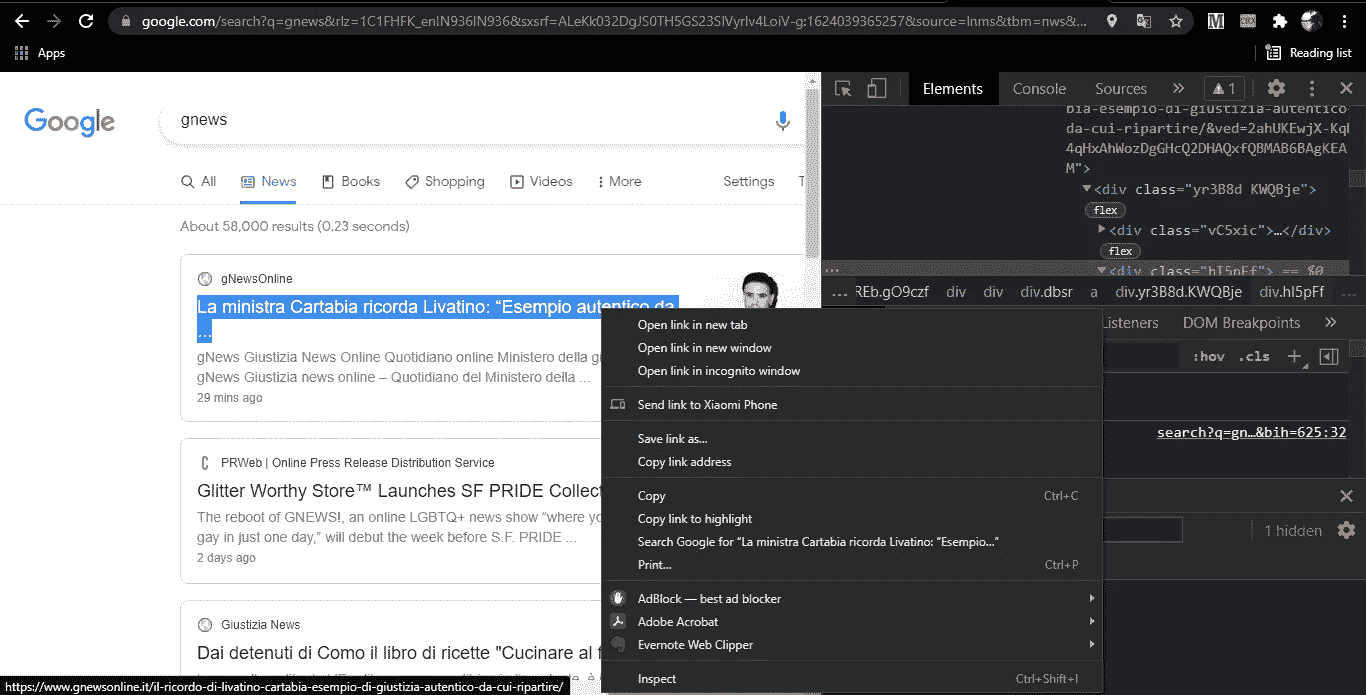 google.com/search?q=gnews&rlz=1C1FHFK_enIN936IN936&sxsrf=ALeKk032DgJS0TH5GS23SIVyrIv4LoiV-g:1624039365257&source=lnms&tbm=nws&...
Apps
Reading list
Google
gnews
All News Books Shopping Videos More Settings
About 58,000 results (0.23 seconds)
gNewsOnline
La ministra Cartabia ricorda Livatino: “Esempio autentico da
...
gNews Giustizia News Online Quotidiano online Ministero della
gNews Giustizia news online – Quotidiano del Ministero della ...
29 mins ago
PRWeb | Online Press Release Distribution Service
Glitter Worthy Store™ Launches SF PRIDE Collect
The reboot of GNEWS!, an online LGBTQ+ news show “where
gay in just one day,” will debut the week before S.F. PRIDE ...
2 days ago
Giustizia News
Dai detenuti di Como il libro di ricette "Cucinare al
https://www.gnewsonline.it/il-ricordo-di-livatino-cartabia-esempio-di-giustizia-autentico-da-cui-ripartire/
Open link in new tab
Open link in new window
Open link in incognito window
Send link to Xiaomi Phone
Save link as...
Copy link address
Copy Ctrl+C
Copy link to highlight
Search Google for “La ministra Cartabia ricorda Livatino: “Esempio...”
Print... Ctrl+P
AdBlock — best ad blocker
Adobe Acrobat
Evernote Web Clipper
Inspect Ctrl+Shift+I
Elements Console Sources » 1
bia-esempio-di-giustizia-autentico-
da-cui-ripartire/&ved=2ahUKEwjX-Kq
4qHxAhWozDgGHcQ2DHAQxfQBMAB6BAgKEA
M">
<div class="yr3B8d KWQBje">
flex
<div class="vC5xic">…</div>
flex
<div class="hI5pFf"> == $0
... REb.gO9czf div div div.dbsr a div.yr3B8d.KWQBje div.hI5pFf ...
Listeners DOM Breakpoints »
:hov .cls +
search?q=gn…&bih=625:32
1 hidden